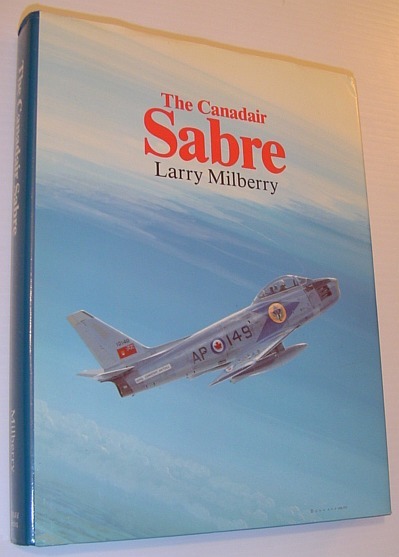 The Canadair
Sabre
Larry Milberry
AP
149
The Canadair Sabre
Milberry